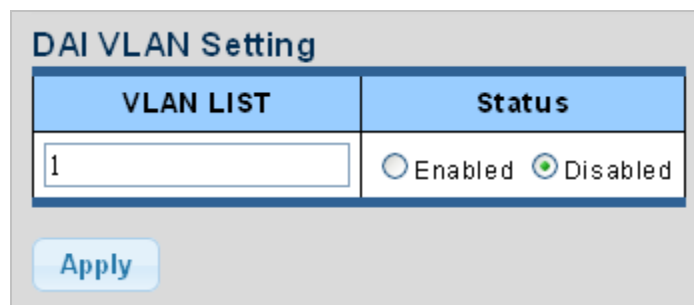 DAI VLAN Setting
VLAN LIST Status
1 Enabled Disabled
Apply